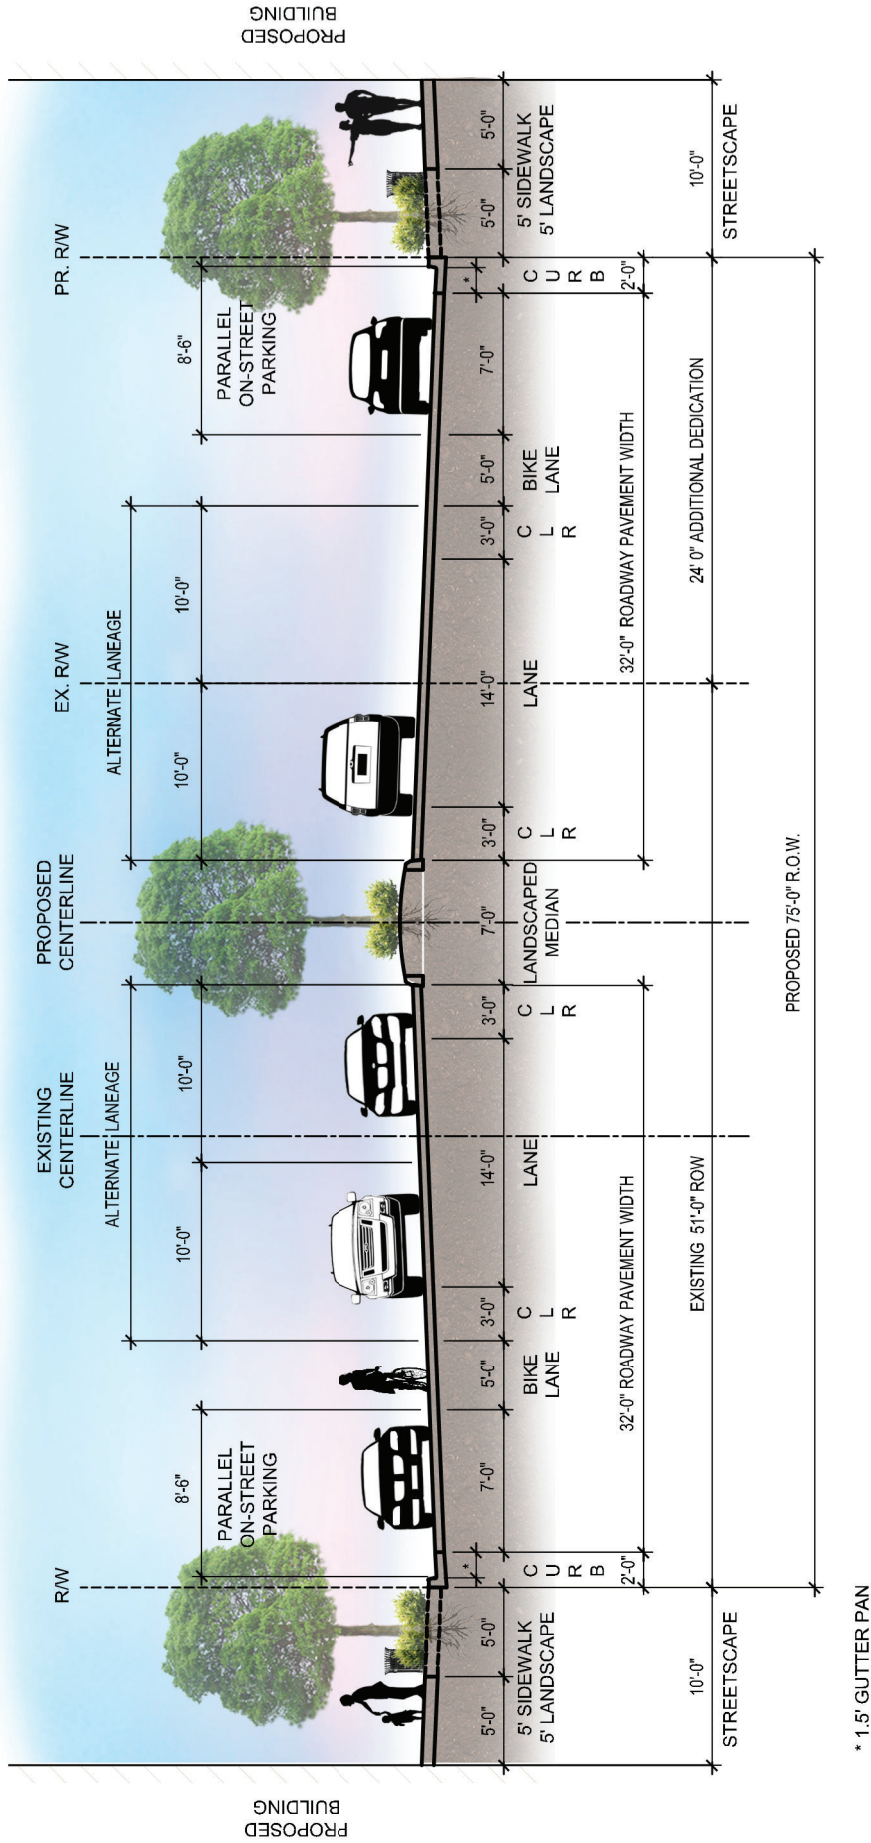 PROPOSED
BUILDING
PROPOSED
BUILDING
R/W
EXISTING
CENTERLINE
PROPOSED
CENTERLINE
EX. R/W
PR. R/W
ALTERNATE LANEAGE
ALTERNATE LANEAGE
8'-6"
10'-0"
10'-0"
10'-0"
10'-0"
8'-6"
PARALLEL
ON-STREET
PARKING
PARALLEL
ON-STREET
PARKING
5'-0"
5'-0"
*
7'-0"
5'-0"
3'-0"
14'-0"
3'-0"
7'-0"
3'-0"
14'-0"
3'-0"
5'-0"
7'-0"
*
5'-0"
5'-0"
5' SIDEWALK
5' LANDSCAPE
CURB
BIKE
LANE
CLR
LANE
CLR
LANDSCAPED
MEDIAN
CLR
LANE
CLR
BIKE
LANE
CURB
5' SIDEWALK
5' LANDSCAPE
2'-0"
32'-0" ROADWAY PAVEMENT WIDTH
32'-0" ROADWAY PAVEMENT WIDTH
2'-0"
10'-0"
EXISTING 51'-0" ROW
24' 0" ADDITIONAL DEDICATION
10'-0"
STREETSCAPE
STREETSCAPE
PROPOSED 75'-0" R.O.W.
* 1.5' GUTTER PAN